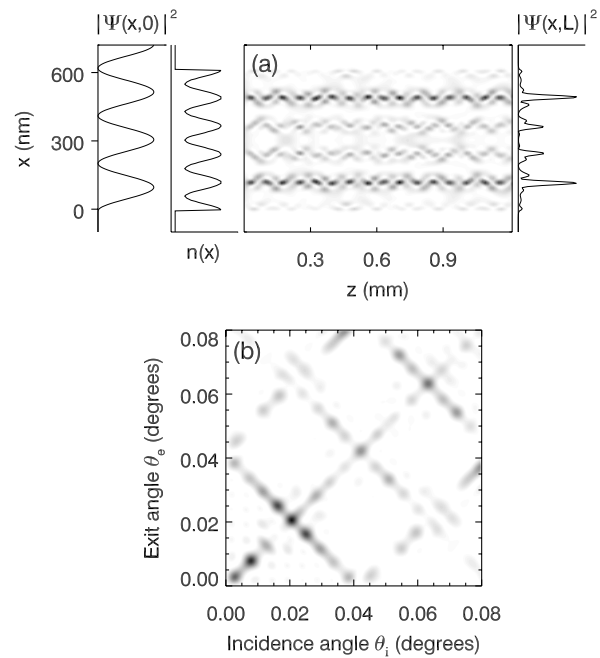 |Ψ(x,0)|²
|Ψ(x,L)|²
(a)
600
300
0
x (nm)
n(x)
0.3 0.6 0.9
z (mm)
(b)
0.08
0.06
0.04
0.02
0.00
Exit angle θe (degrees)
0.00 0.02 0.04 0.06 0.08
Incidence angle θi (degrees)